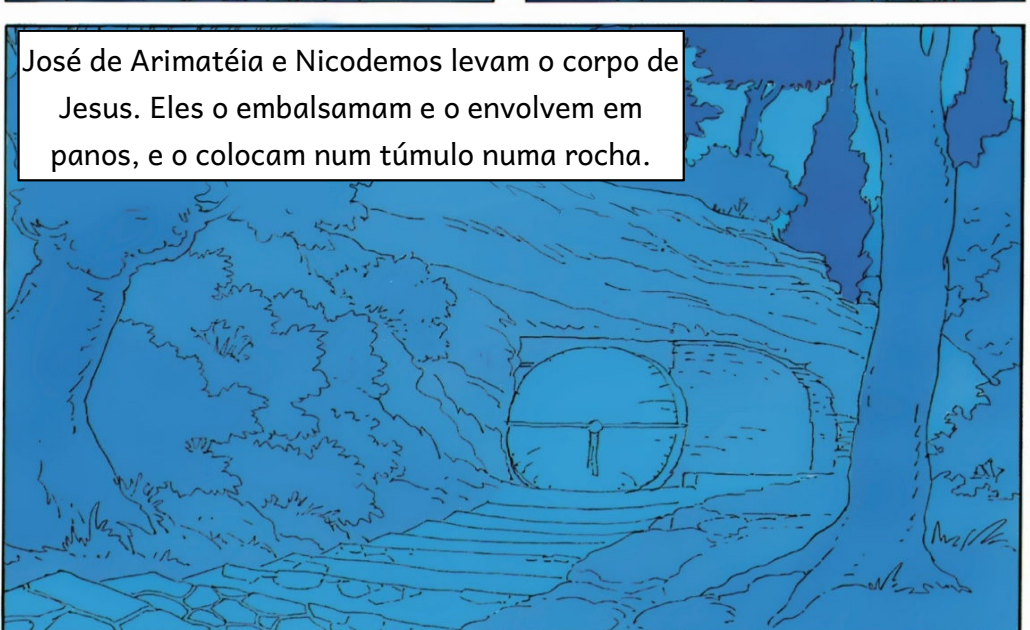 José de Arimatéia e Nicodemos levam o corpo de
Jesus. Eles o embalsamam e o envolvem em
panos, e o colocam num túmulo numa rocha.